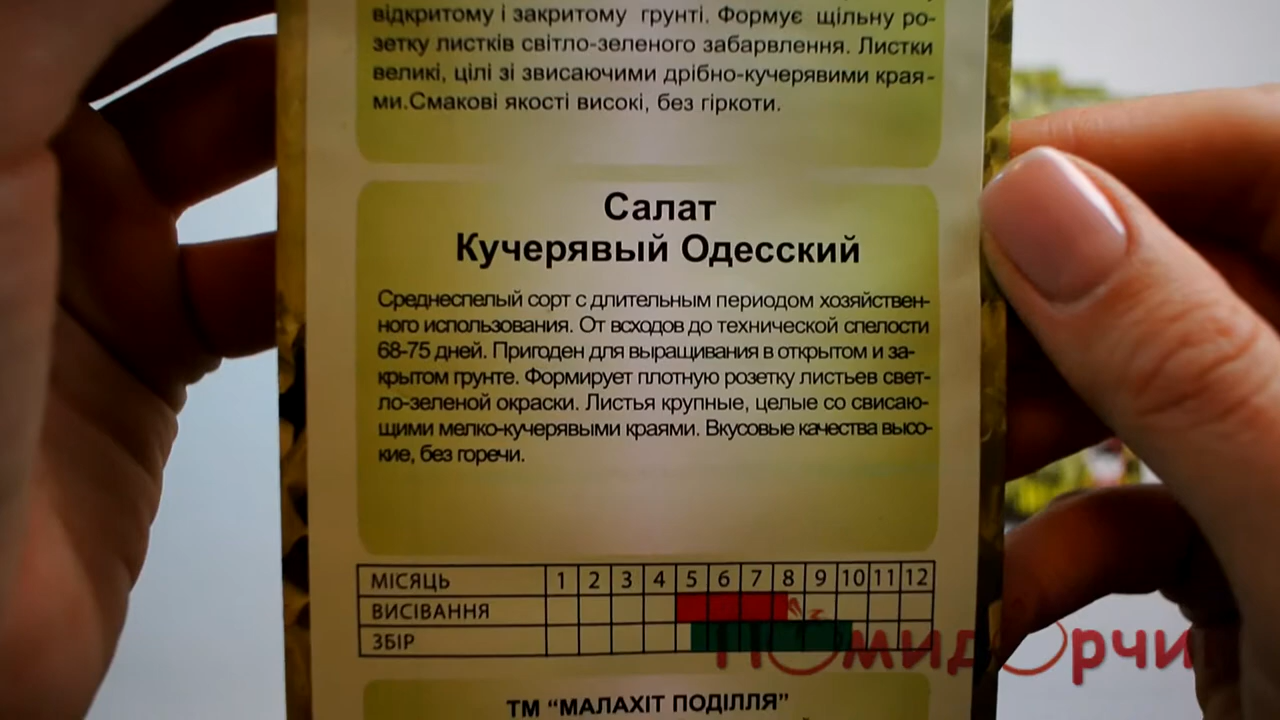 відкритому і закритому грунті. Формує щільну ро-
зетку листків світло-зеленого забарвлення. Листки
великі, цілі зі звисаючими дрібно-кучерявими края-
ми.Смакові якості високі, без гіркоти.
Салат
Кучерявый Одесский
Среднеспелый сорт с длительным периодом хозяйствен-
ного использования. От всходов до технической спелости
68-75 дней. Пригоден для выращивания в открытом и за-
крытом грунте. Формирует плотную розетку листьев свет-
ло-зеленой окраски. Листья крупные, целые со свисаю-
щими мелко-кучерявыми краями. Вкусовые качества высо-
кие, без горечи.
МІСЯЦЬ 1 2 3 4 5 6 7 8 9 10 11 12
ВИСІВАННЯ
ЗБІР
Помидорчи
ТМ “МАЛАХІТ ПОДІЛЛЯ”